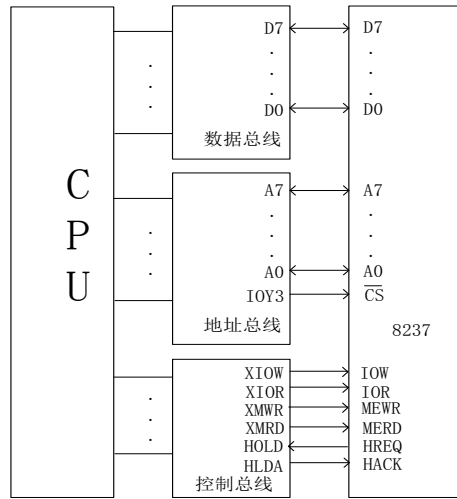 CPU
D7
D0
数据总线
D7
D0
A7
A0
IOY3
地址总线
A7
A0
CS
8237
XIOW
XIOR
XMWR
XMRD
HOLD
HLDA
控制总线
IOW
IOR
MEWR
MERD
HREQ
HACK